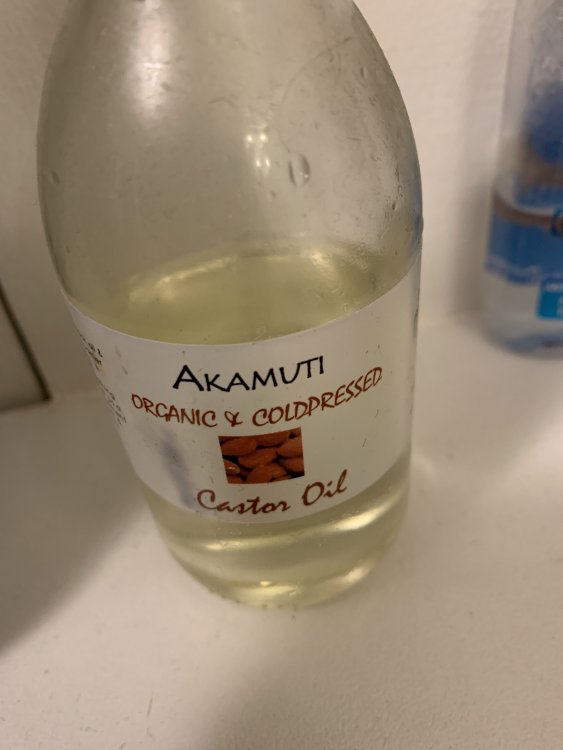 AKAMUTI
ORGANIC & COLDPRESSED
Castor Oil